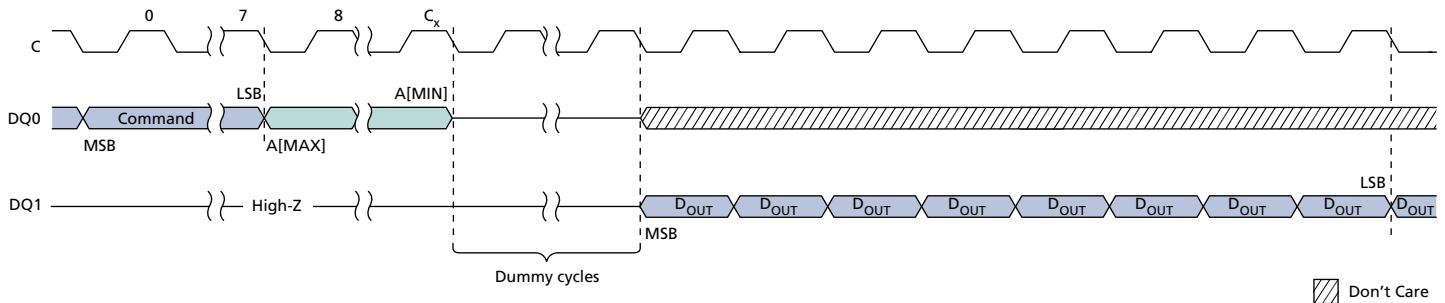 0 7 8 Cx
C
LSB A[MIN]
DQ0 Command
MSB A[MAX]
LSB
DQ1 High-Z DOUT DOUT DOUT DOUT DOUT DOUT DOUT DOUT DOUT
MSB
Dummy cycles
Don't Care